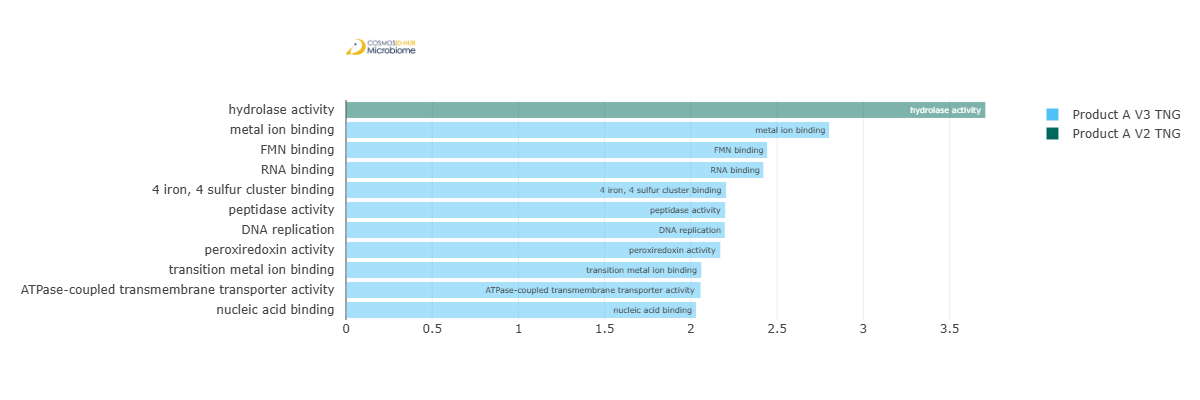 COSMOSID-HUB
Microbiome
hydrolase activity hydrolase activity
metal ion binding metal ion binding
FMN binding FMN binding
RNA binding RNA binding
4 iron, 4 sulfur cluster binding 4 iron, 4 sulfur cluster binding
peptidase activity peptidase activity
DNA replication DNA replication
peroxiredoxin activity peroxiredoxin activity
transition metal ion binding transition metal ion binding
ATPase-coupled transmembrane transporter activity ATPase-coupled transmembrane transporter activity
nucleic acid binding nucleic acid binding
0 0.5 1 1.5 2 2.5 3 3.5
Product A V3 TNG
Product A V2 TNG